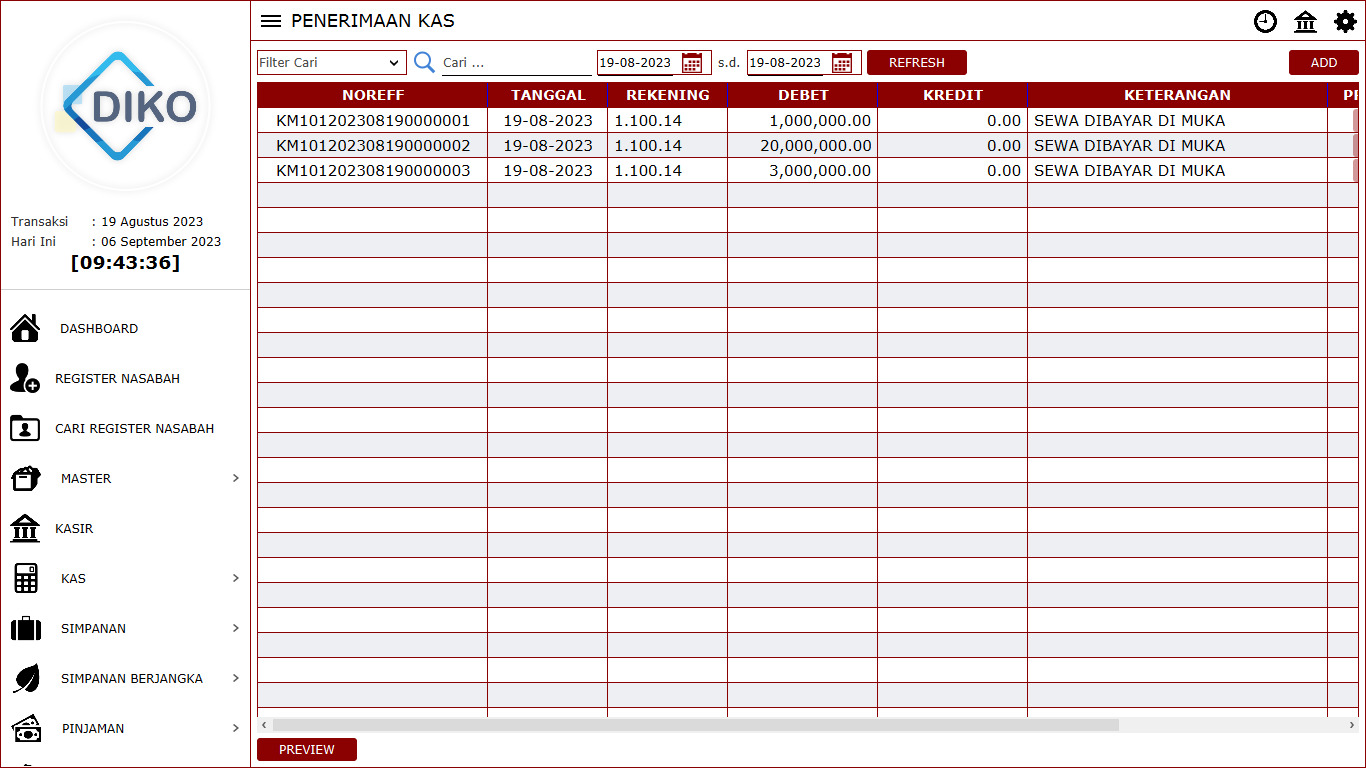 DIKO
Transaksi : 19 Agustus 2023
Hari Ini : 06 September 2023
[09:43:36]
DASHBOARD
REGISTER NASABAH
CARI REGISTER NASABAH
MASTER
KASIR
KAS
SIMPANAN
SIMPANAN BERJANGKA
PINJAMAN
PENERIMAAN KAS
Filter Cari Cari ... 19-08-2023 s.d. 19-08-2023 REFRESH ADD
NOREFF TANGGAL REKENING DEBET KREDIT KETERANGAN
KM101202308190000001 19-08-2023 1.100.14 1,000,000.00 0.00 SEWA DIBAYAR DI MUKA
KM101202308190000002 19-08-2023 1.100.14 20,000,000.00 0.00 SEWA DIBAYAR DI MUKA
KM101202308190000003 19-08-2023 1.100.14 3,000,000.00 0.00 SEWA DIBAYAR DI MUKA
PREVIEW